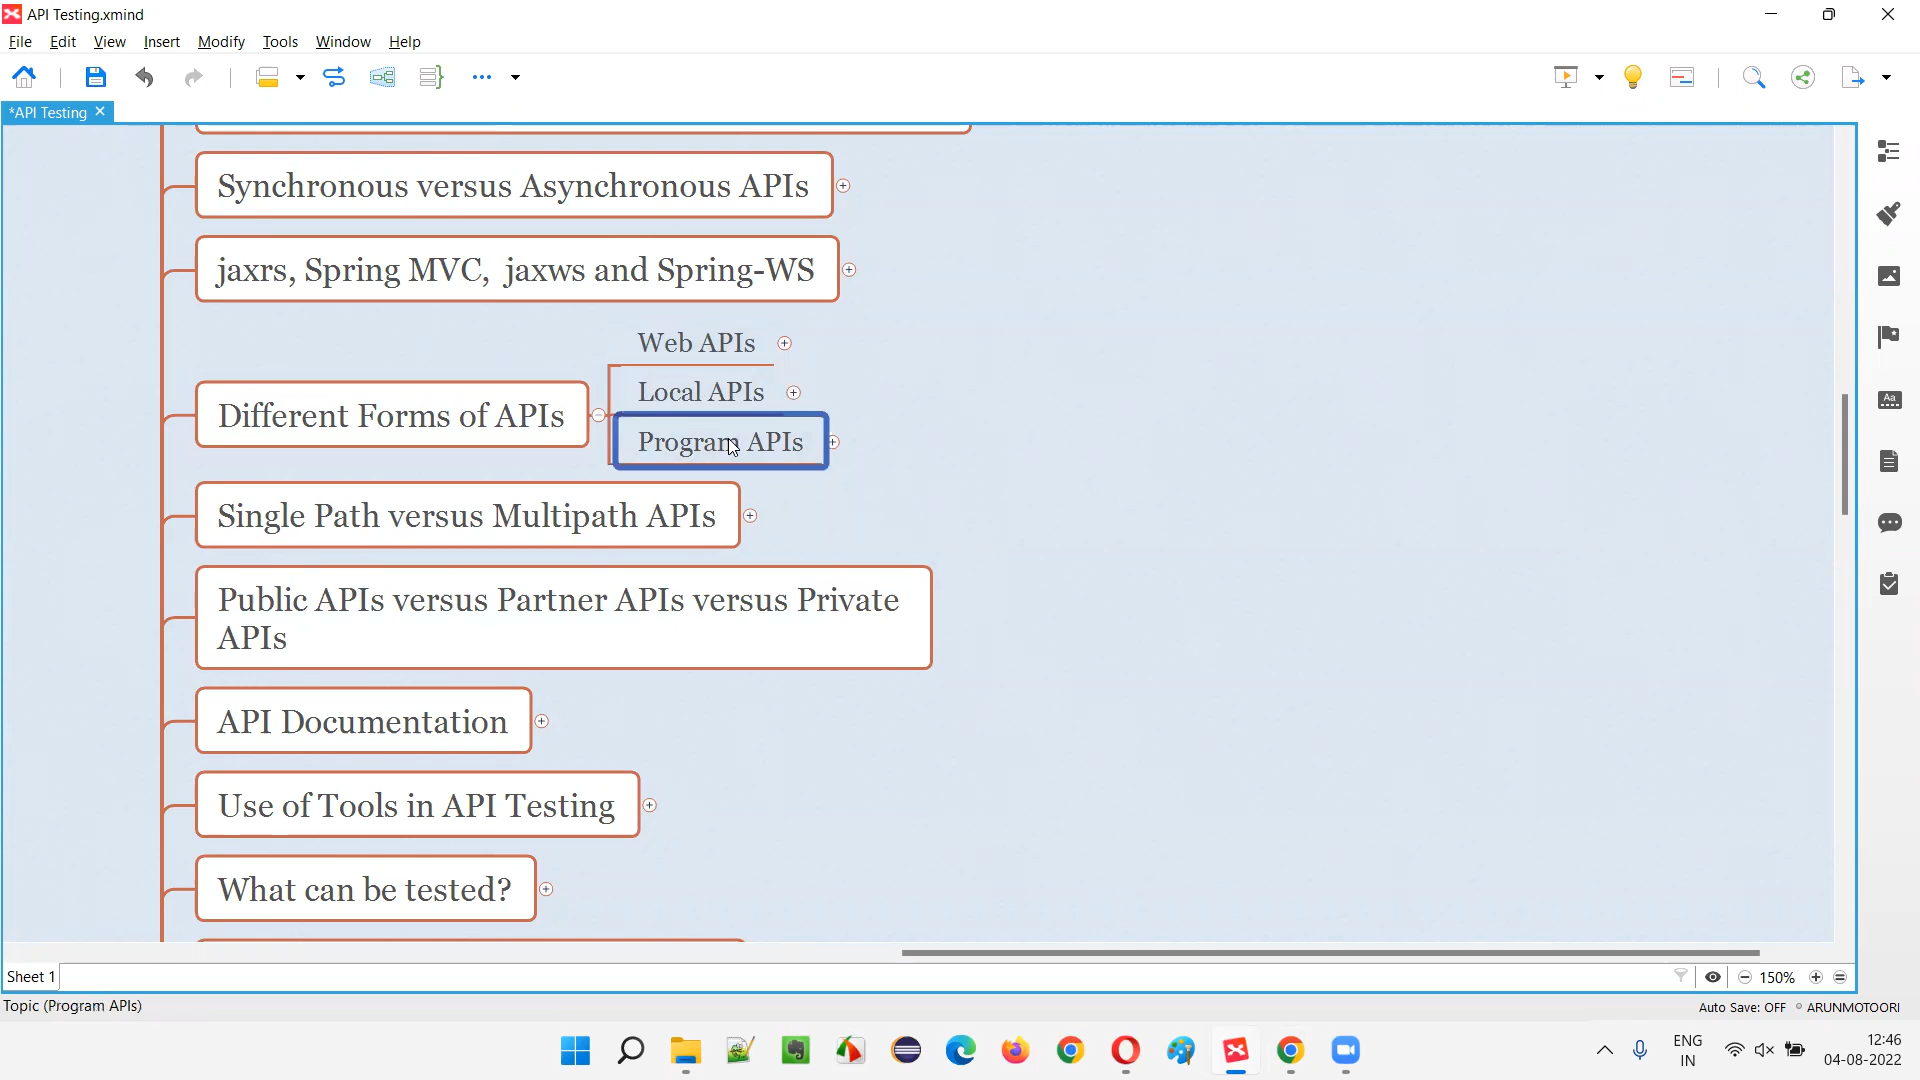 API Testing.xmind
File Edit View Insert Modify Tools Window Help
*API Testing
Synchronous versus Asynchronous APIs
jaxrs, Spring MVC, jaxws and Spring-WS
Web APIs
Local APIs
Different Forms of APIs
Program APIs
Single Path versus Multipath APIs
Public APIs versus Partner APIs versus Private
APIs
API Documentation
Use of Tools in API Testing
What can be tested?
Sheet 1
150%
Topic (Program APIs)
Auto Save: OFF ARUNMOTOORI
ENG
IN
12:46
04-08-2022
Aa